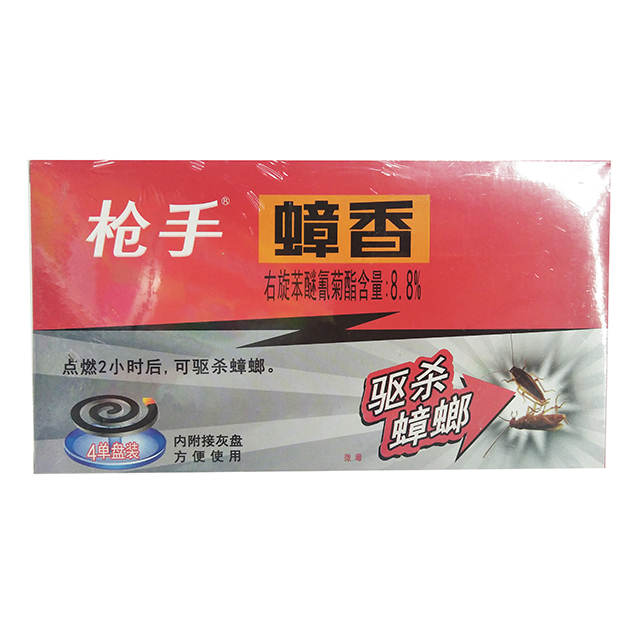 枪手® 蟑香
右旋苯醚氰菊酯含量:8.8%
点燃2小时后,可驱杀蟑螂。
驱杀
蟑螂
4单盘装
内附接灰盘
方便使用
微毒